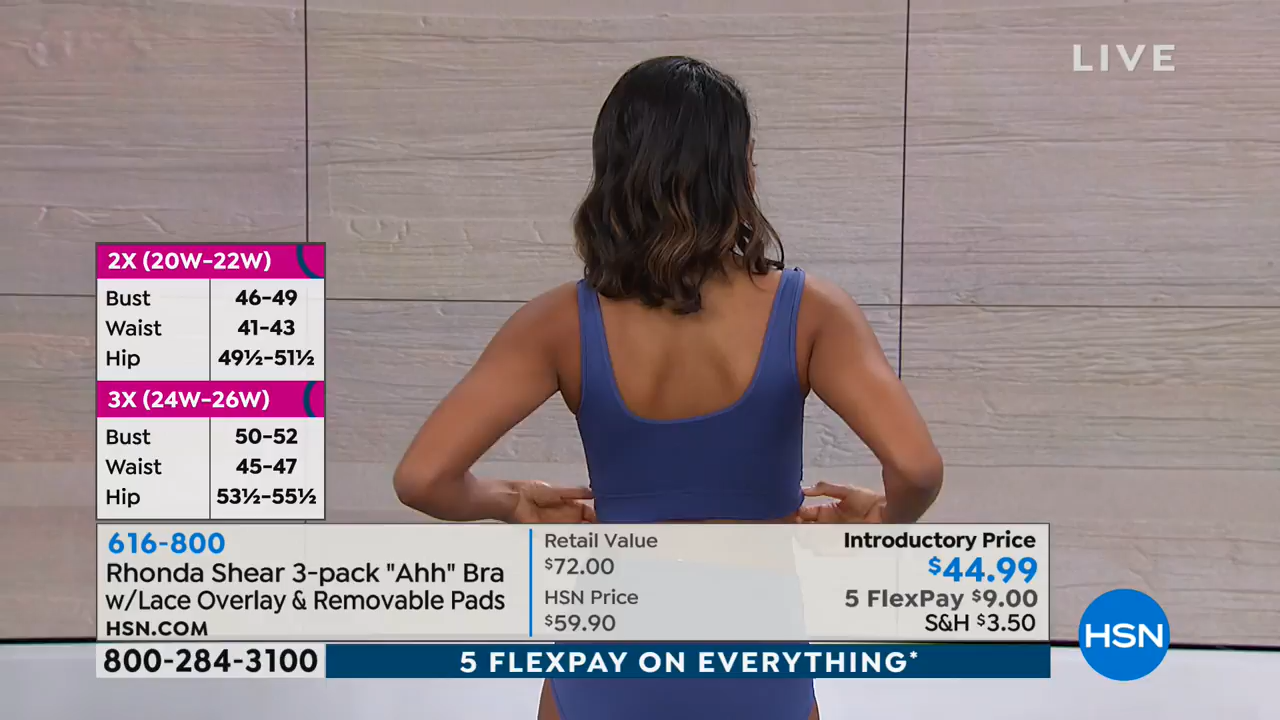 LIVE
2X (20W–22W)
Bust 46–49
Waist 41–43
Hip 49½–51½
3X (24W–26W)
Bust 50–52
Waist 45–47
Hip 53½–55½
616-800
Rhonda Shear 3-pack "Ahh" Bra
w/Lace Overlay & Removable Pads
HSN.COM
Retail Value
$72.00
HSN Price
$59.90
Introductory Price
$44.99
5 FlexPay $9.00
S&H $3.50
HSN
800-284-3100
5 FLEXPAY ON EVERYTHING*